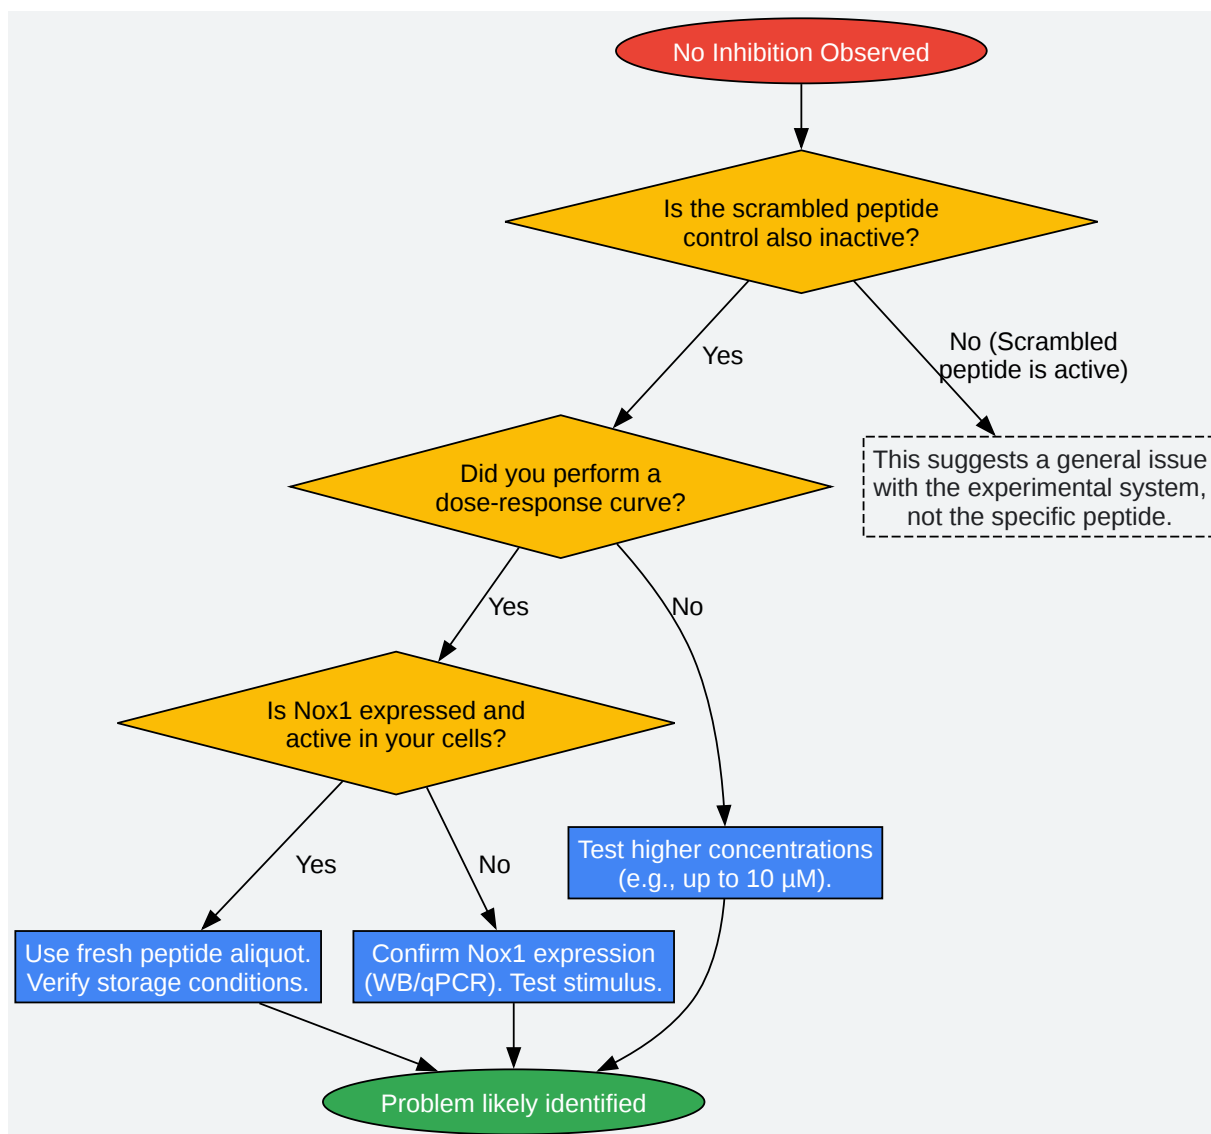 No Inhibition Observed
Is the scrambled peptide
control also inactive?
Yes
No (Scrambled
peptide is active)
Did you perform a
dose-response curve?
This suggests a general issue
with the experimental system,
not the specific peptide.
Yes
No
Is Nox1 expressed and
active in your cells?
Yes
No
Test higher concentrations
(e.g., up to 10 µM).
Use fresh peptide aliquot.
Verify storage conditions.
Confirm Nox1 expression
(WB/qPCR). Test stimulus.
Problem likely identified